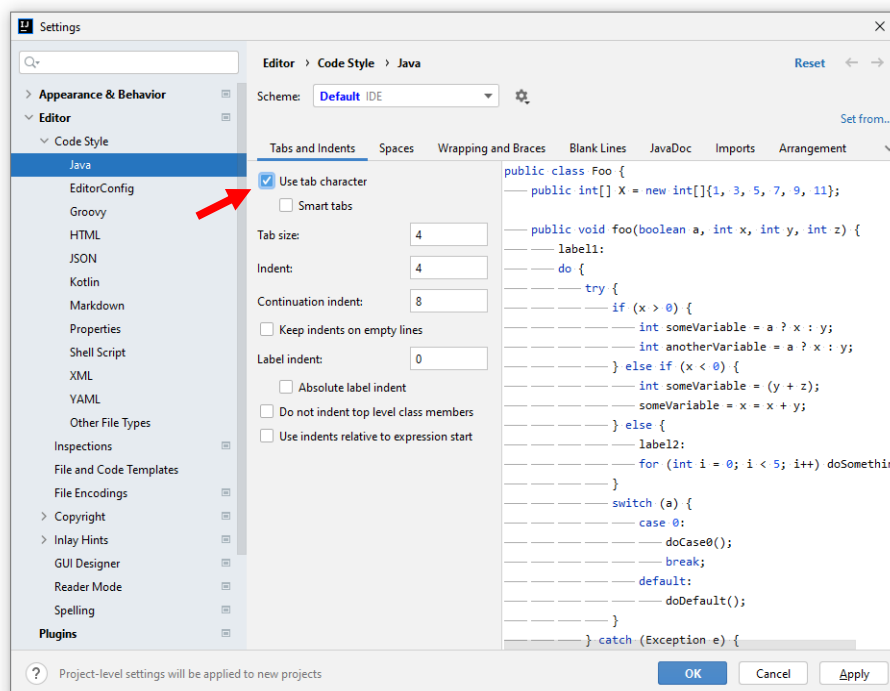 Settings
Editor › Code Style › Java
Reset
Appearance & Behavior
Scheme: Default IDE
Editor
Set from...
Code Style
Tabs and Indents Spaces Wrapping and Braces Blank Lines JavaDoc Imports Arrangement
Java
EditorConfig
Groovy
HTML
JSON
Kotlin
Markdown
Properties
Shell Script
XML
YAML
Other File Types
Inspections
File and Code Templates
File Encodings
Copyright
Inlay Hints
GUI Designer
Reader Mode
Spelling
Plugins
Use tab character
Smart tabs
Tab size: 4
Indent: 4
Continuation indent: 8
Keep indents on empty lines
Label indent: 0
Absolute label indent
Do not indent top level class members
Use indents relative to expression start
public class Foo {
public int[] X = new int[]{1, 3, 5, 7, 9, 11};
public void foo(boolean a, int x, int y, int z) {
label1:
do {
try {
if (x > 0) {
int someVariable = a ? x : y;
int anotherVariable = a ? x : y;
} else if (x < 0) {
int someVariable = (y + z);
someVariable = x = x + y;
} else {
label2:
for (int i = 0; i < 5; i++) doSomethin
}
switch (a) {
case 0:
doCase0();
break;
default:
doDefault();
}
} catch (Exception e) {
? Project-level settings will be applied to new projects
OK Cancel Apply